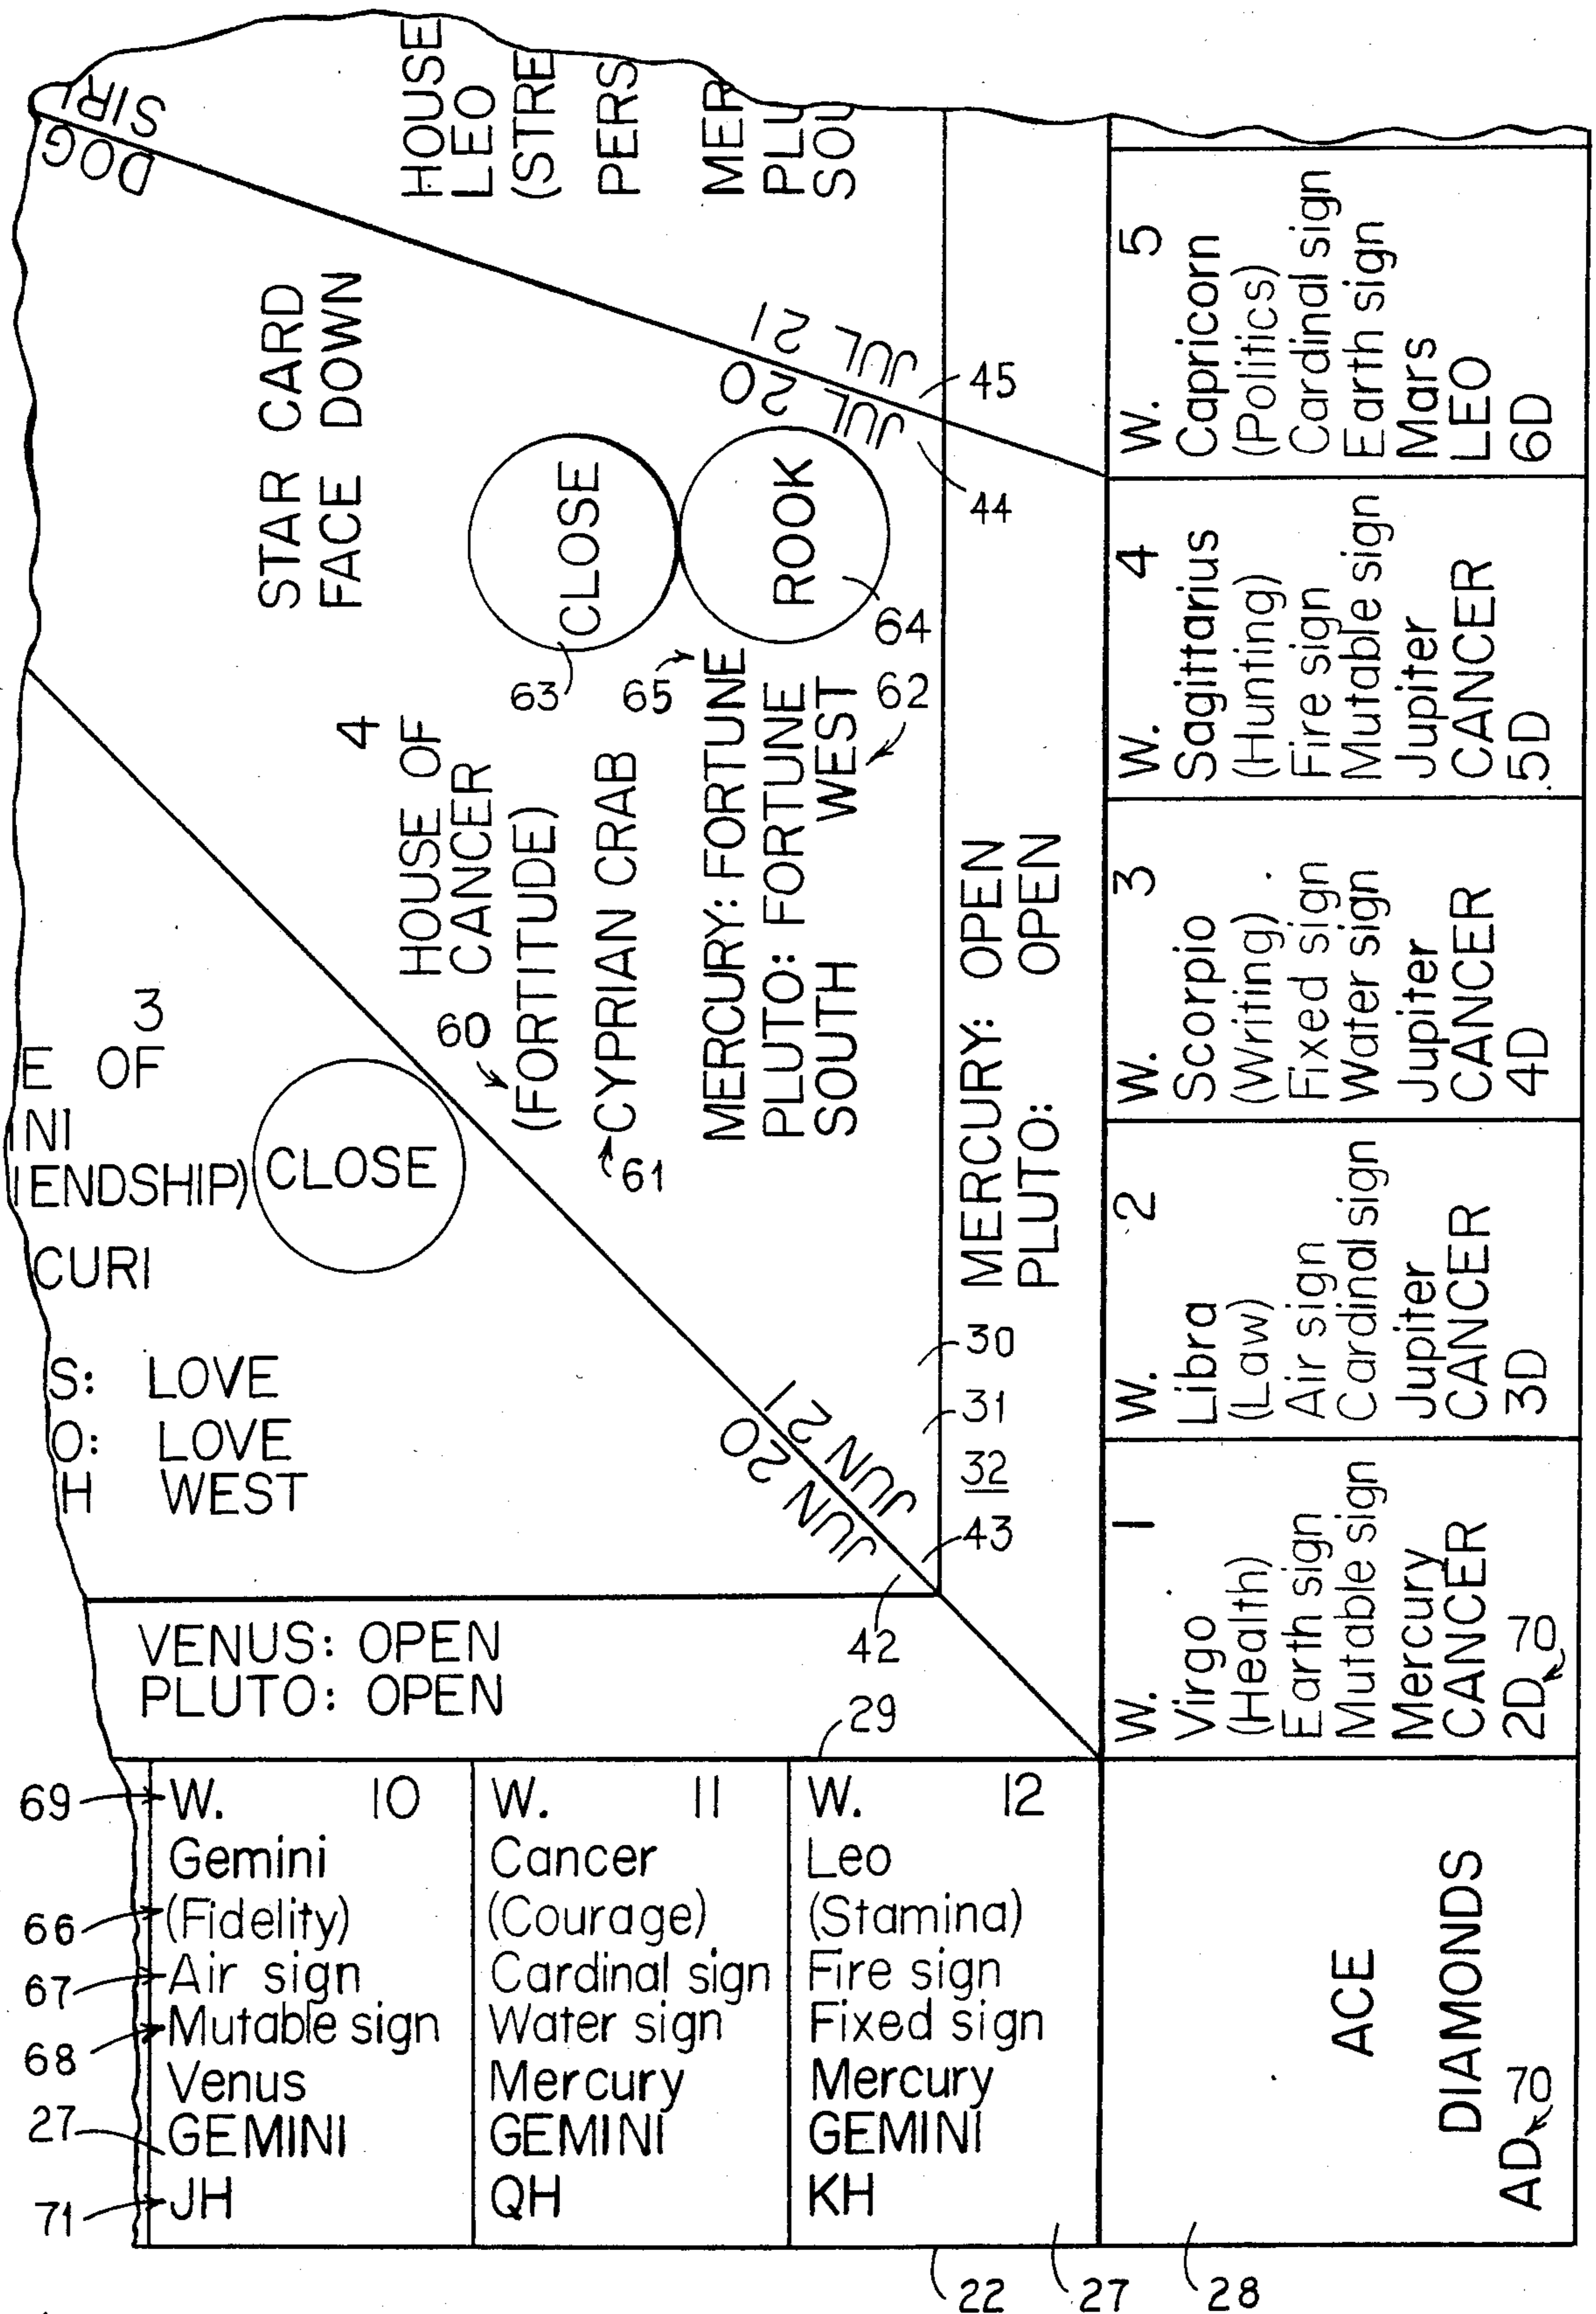 DOG
SIRI
HOUSE
LEO
(STRE
PERS
MER
PLU
SOU
STAR CARD
FACE DOWN
JUL 20
JUL 21
45
44
CLOSE
63
ROOK
64
4
HOUSE OF
CANCER
60
(FORTITUDE)
61
CYPRIAN CRAB
65
MERCURY: FORTUNE
PLUTO: FORTUNE
SOUTH WEST
62
MERCURY: OPEN
PLUTO: OPEN
3
E OF
INI
IENDSHIP)
CLOSE
CURI
S: LOVE
O: LOVE
H WEST
JUN 20
JUN 21
30
31
32
43
42
VENUS: OPEN
PLUTO: OPEN
29
69
W. 10
Gemini
66
(Fidelity)
67
Air sign
68
Mutable sign
Venus
27
GEMINI
71
JH
W. 11
Cancer
(Courage)
Cardinal sign
Water sign
Mercury
GEMINI
QH
W. 12
Leo
(Stamina)
Fire sign
Fixed sign
Mercury
GEMINI
KH
22
27
28
ACE
DIAMONDS
AD
70
W. 1
Virgo
(Health)
Earth sign
Mutable sign
Mercury
CANCER
2D
70
W. 2
Libra
(Law)
Air sign
Cardinal sign
Jupiter
CANCER
3D
W. 3
Scorpio
(Writing)
Fixed sign
Water sign
Jupiter
CANCER
4D
W. 4
Sagittarius
(Hunting)
Fire sign
Mutable sign
Jupiter
CANCER
5D
W. 5
Capricorn
(Politics)
Cardinal sign
Earth sign
Mars
LEO
6D